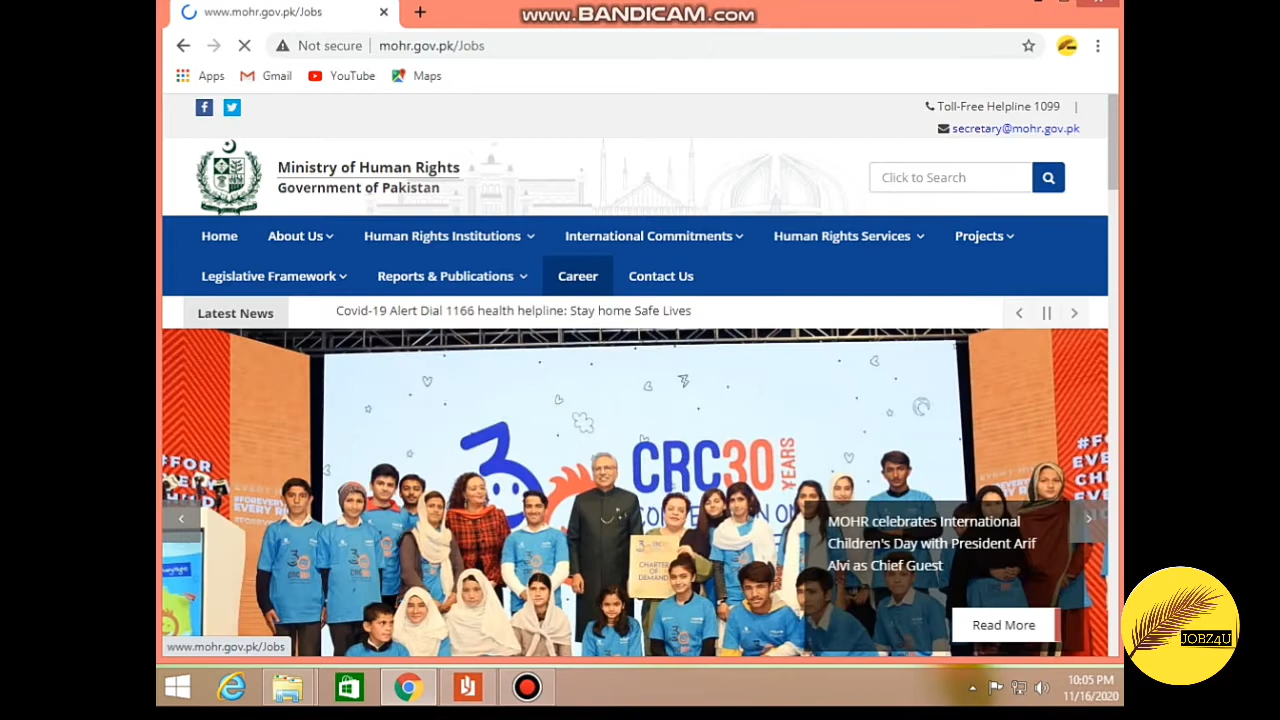 www.mohr.gov.pk/Jobs
www.BANDICAM.com
Not secure
mohr.gov.pk/Jobs
Apps
Gmail
YouTube
Maps
Toll-Free Helpline 1099 |
secretary@mohr.gov.pk
Ministry of Human Rights
Government of Pakistan
Click to Search
Home
About Us
Human Rights Institutions
International Commitments
Human Rights Services
Projects
Legislative Framework
Reports & Publications
Career
Contact Us
Latest News
Covid-19 Alert Dial 1166 health helpline: Stay home Safe Lives
CRC30
YEARS
#FOR
CHARTER
OF
DEMAND
MOHR celebrates International
Children's Day with President Arif
Alvi as Chief Guest
Read More
www.mohr.gov.pk/Jobs
JOBZ4U
10:05 PM
11/16/2020